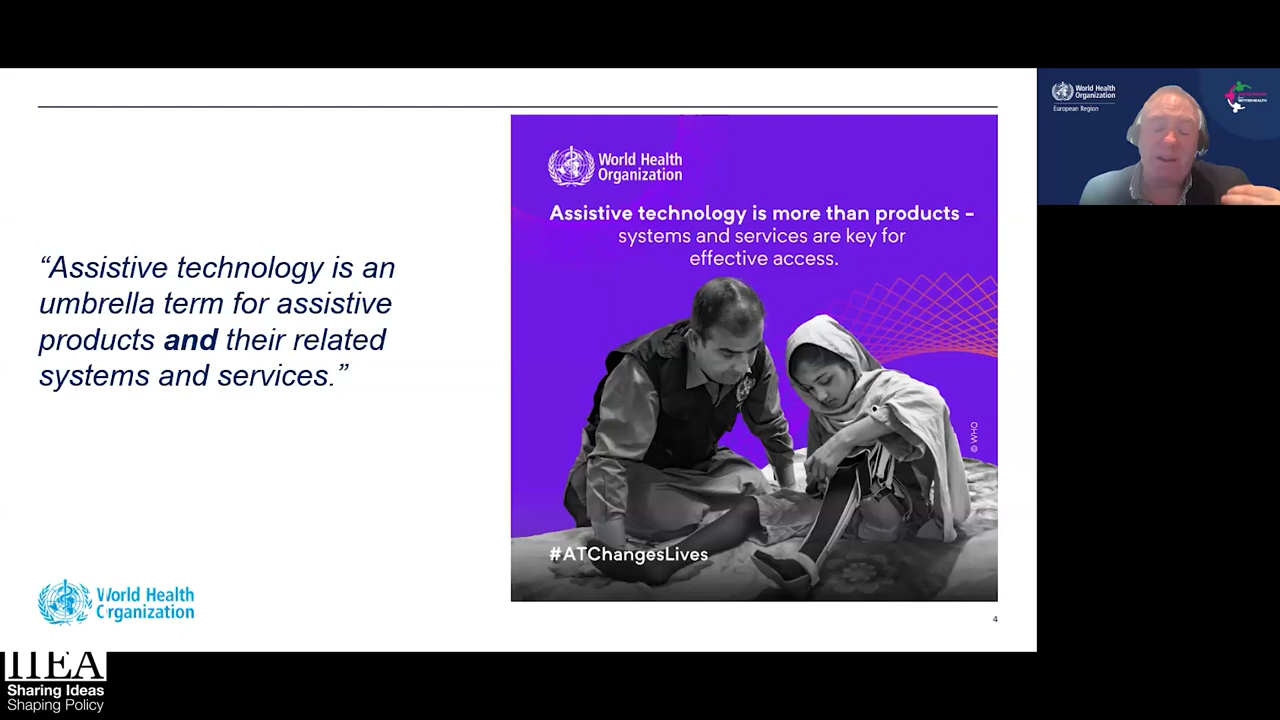 “Assistive technology is an
umbrella term for assistive
products and their related
systems and services.”
World Health
Organization
World Health
Organization
Assistive technology is more than products -
systems and services are key for
effective access.
© WHO
#ATChangesLives
4
World Health
Organization
European Region
BETTER HEALTH
IIEA
Sharing Ideas
Shaping Policy